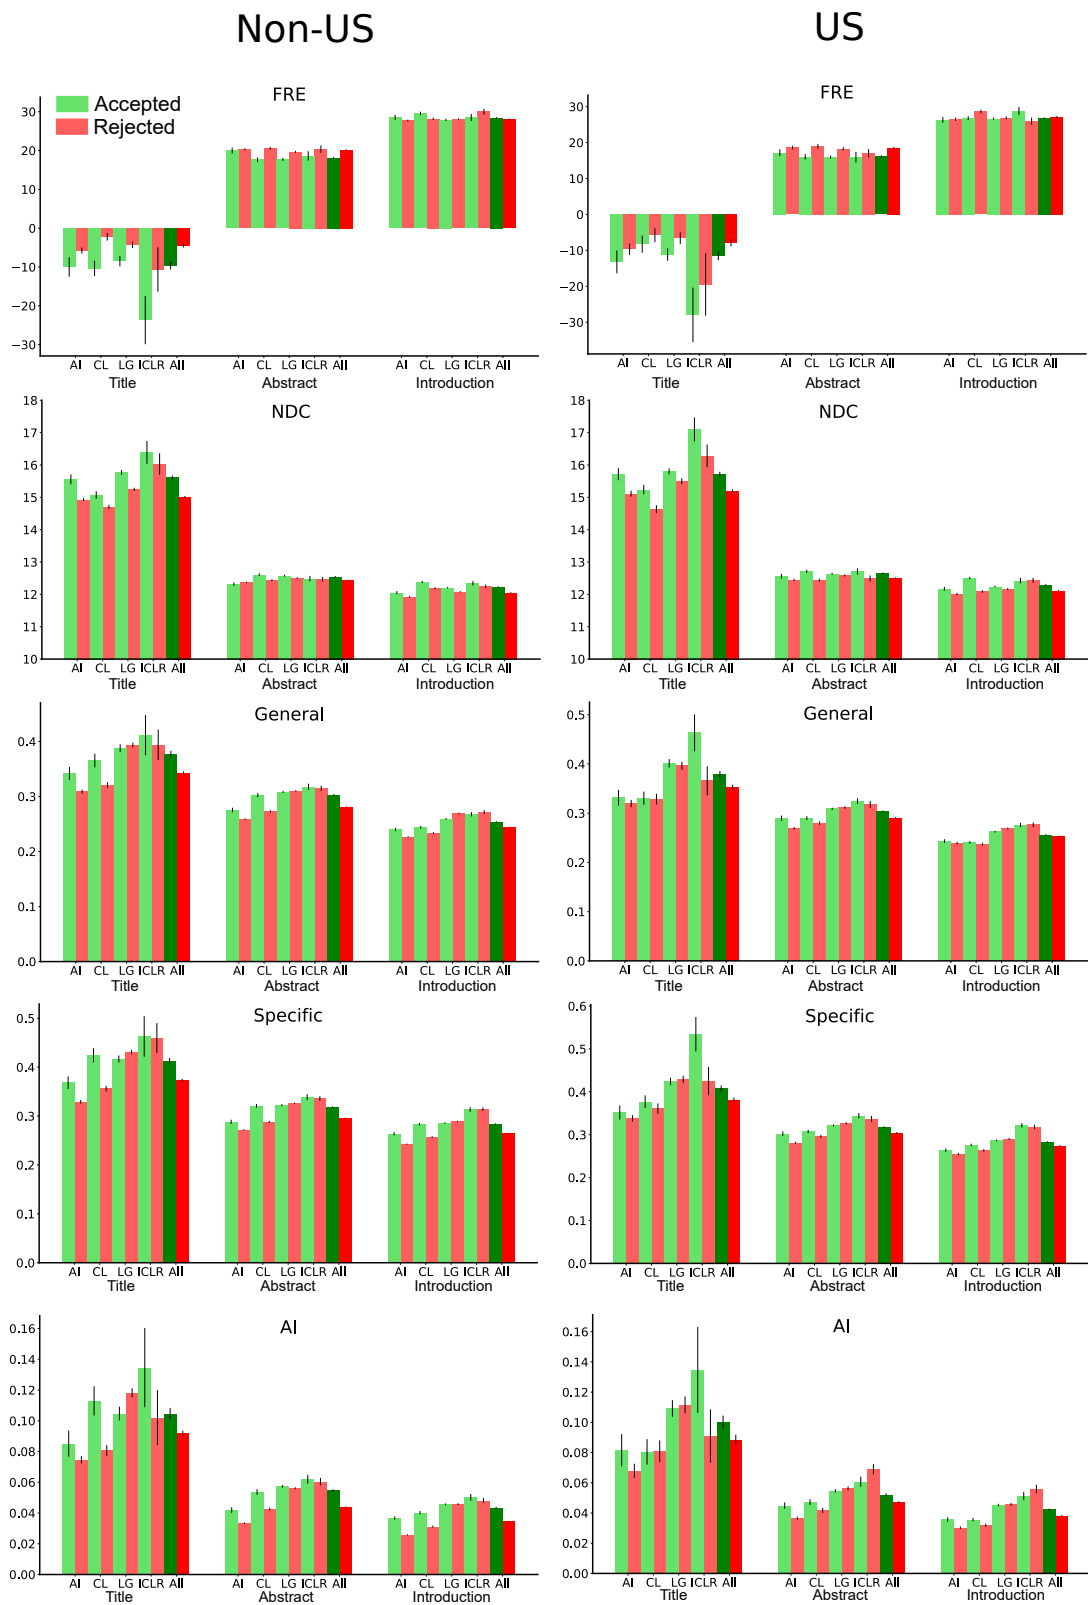 Non-US
US
FRE
Accepted
Rejected
30
20
10
0
−10
−20
−30
AI CL LG ICLR All AI CL LG ICLR All AI CL LG ICLR All
Title Abstract Introduction
FRE
30
20
10
0
−10
−20
−30
AI CL LG ICLR All AI CL LG ICLR All AI CL LG ICLR All
Title Abstract Introduction
NDC
18
17
16
15
14
13
12
11
10
AI CL LG ICLR All AI CL LG ICLR All AI CL LG ICLR All
Title Abstract Introduction
NDC
18
17
16
15
14
13
12
11
10
AI CL LG ICLR All AI CL LG ICLR All AI CL LG ICLR All
Title Abstract Introduction
General
0.4
0.3
0.2
0.1
0.0
AI CL LG ICLR All AI CL LG ICLR All AI CL LG ICLR All
Title Abstract Introduction
General
0.5
0.4
0.3
0.2
0.1
0.0
AI CL LG ICLR All AI CL LG ICLR All AI CL LG ICLR All
Title Abstract Introduction
Specific
0.5
0.4
0.3
0.2
0.1
0.0
AI CL LG ICLR All AI CL LG ICLR All AI CL LG ICLR All
Title Abstract Introduction
Specific
0.6
0.5
0.4
0.3
0.2
0.1
0.0
AI CL LG ICLR All AI CL LG ICLR All AI CL LG ICLR All
Title Abstract Introduction
AI
0.16
0.14
0.12
0.10
0.08
0.06
0.04
0.02
0.00
AI CL LG ICLR All AI CL LG ICLR All AI CL LG ICLR All
Title Abstract Introduction
AI
0.16
0.14
0.12
0.10
0.08
0.06
0.04
0.02
0.00
AI CL LG ICLR All AI CL LG ICLR All AI CL LG ICLR All
Title Abstract Introduction